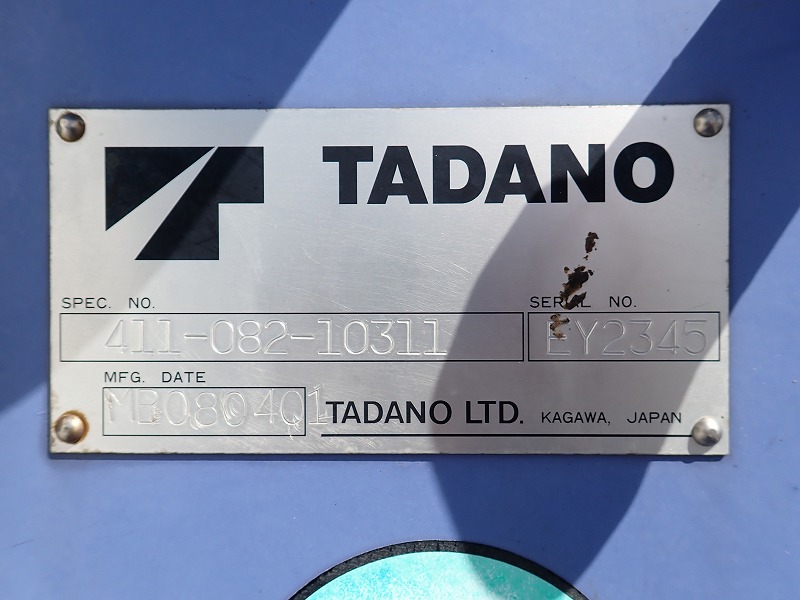 TADANO
SPEC. NO.
SERIAL NO.
411-082-10311
EY2345
MFG. DATE
MB080401
TADANO LTD. KAGAWA, JAPAN